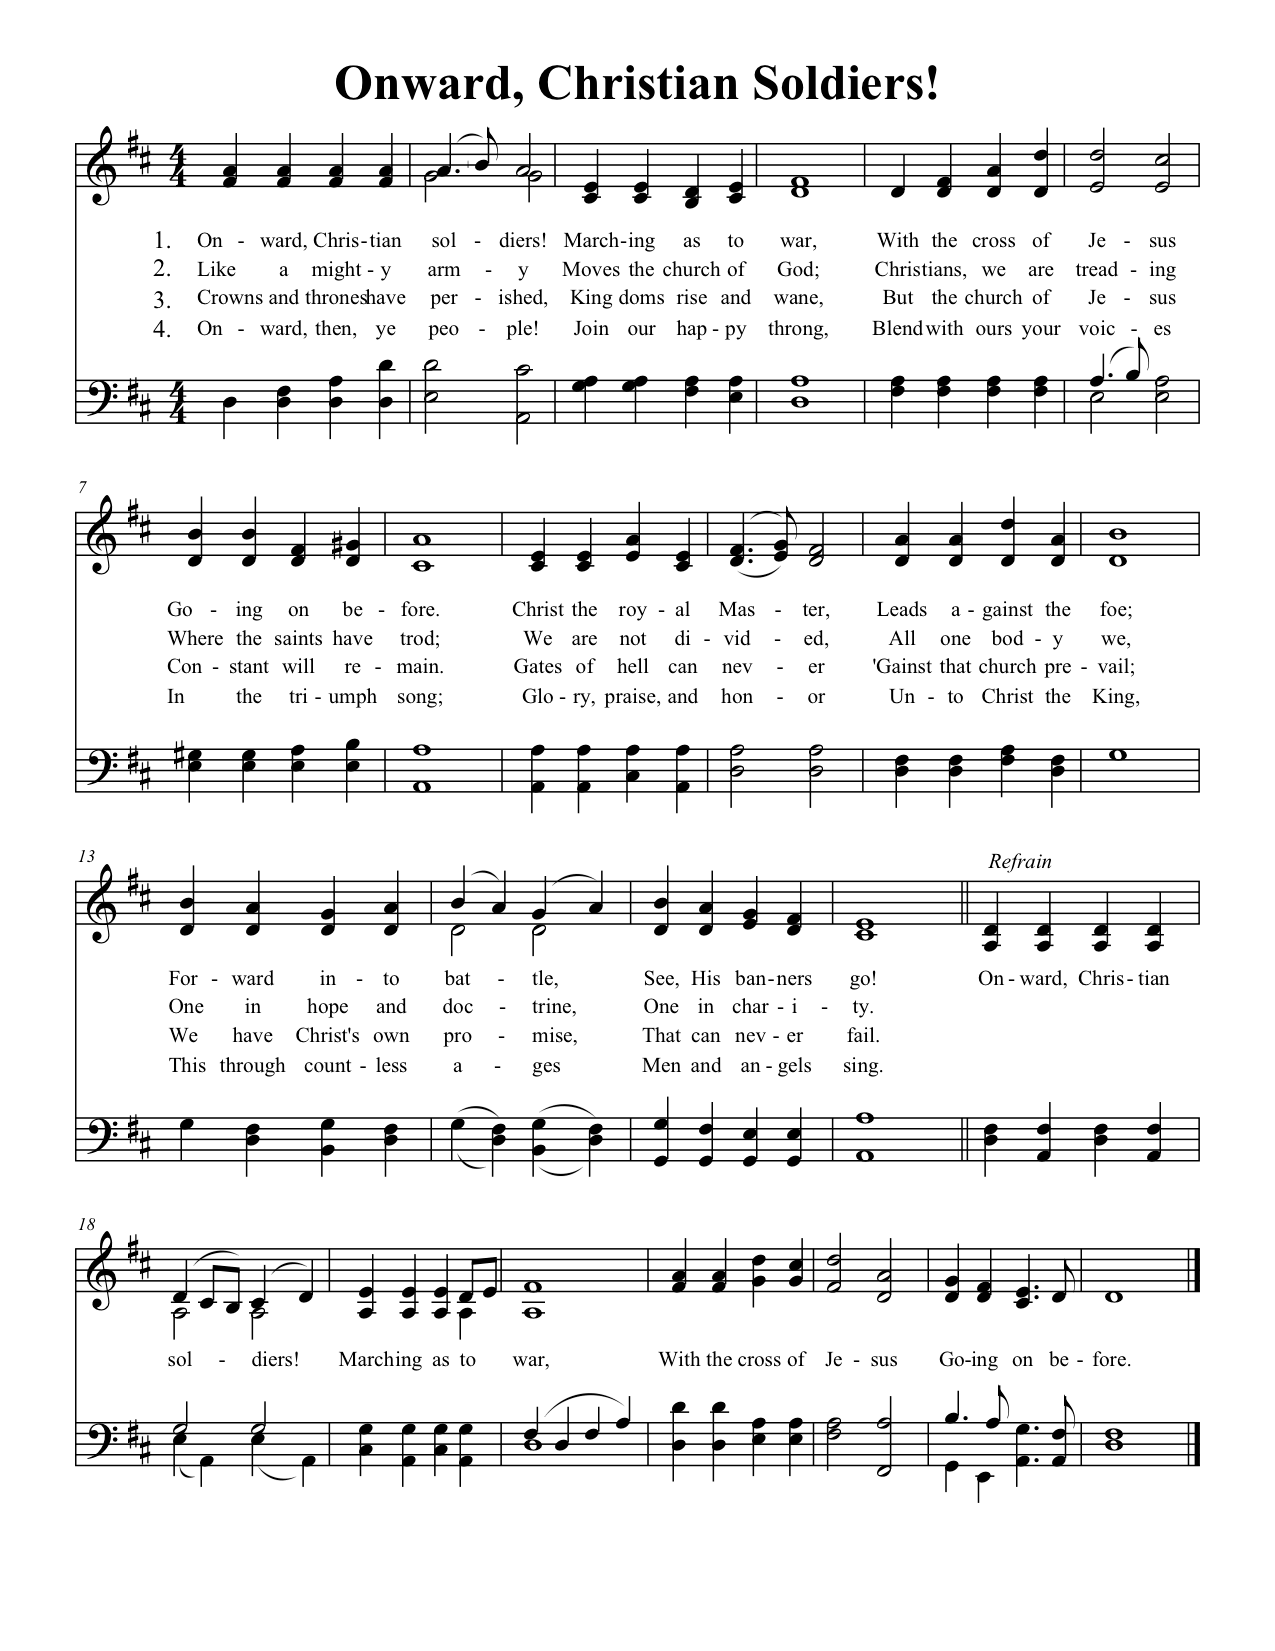 Onward, Christian Soldiers!
4 4
1. On - ward, Chris - tian sol - diers! March - ing as to war, With the cross of Je - sus
2. Like a might - y arm - y Moves the church of God; Christians, we are tread - ing
3. Crowns and thrones have per - ished, King doms rise and wane, But the church of Je - sus
4. On - ward, then, ye peo - ple! Join our hap - py throng, Blend with ours your voic - es
4 4
7
Go - ing on be - fore. Christ the roy - al Mas - ter, Leads a - gainst the foe;
Where the saints have trod; We are not di - vid - ed, All one bod - y we,
Con - stant will re - main. Gates of hell can nev - er 'Gainst that church pre - vail;
In the tri - umph song; Glo - ry, praise, and hon - or Un - to Christ the King,
13
Refrain
For - ward in - to bat - tle, See, His ban - ners go! On - ward, Chris - tian
One in hope and doc - trine, One in char - i - ty.
We have Christ's own pro - mise, That can nev - er fail.
This through count - less a - ges Men and an - gels sing.
18
sol - diers! Marching as to war, With the cross of Je - sus Go-ing on be - fore.